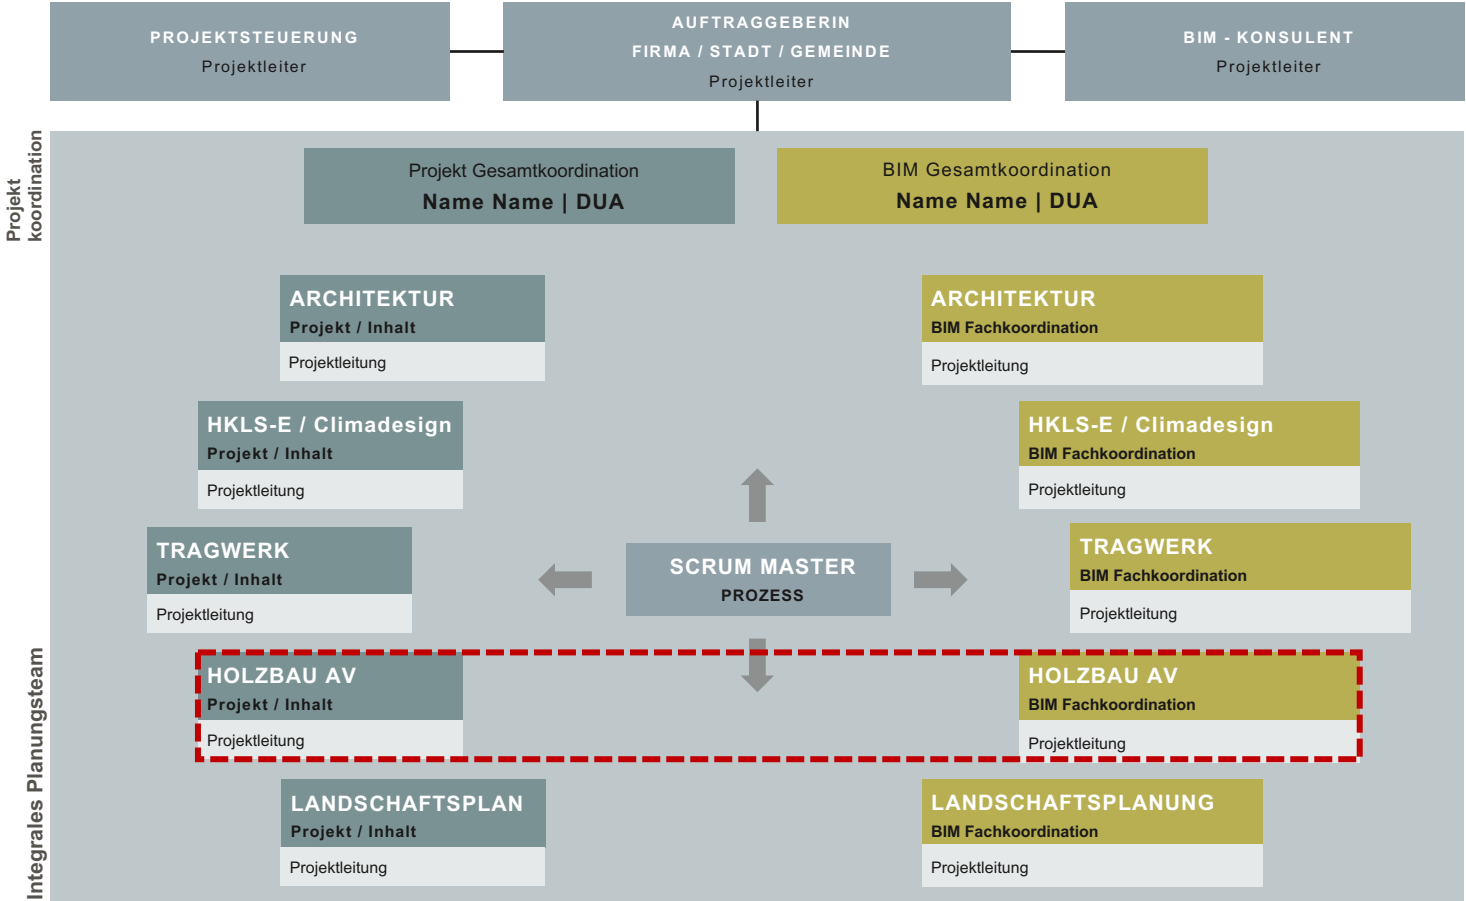 PROJEKTSTEUERUNG
Projektleiter
AUFTRAGGEBERIN
FIRMA / STADT / GEMEINDE
Projektleiter
BIM - KONSULENT
Projektleiter
Projekt
koordination
Projekt Gesamtkoordination
Name Name | DUA
BIM Gesamtkoordination
Name Name | DUA
ARCHITEKTUR
Projekt / Inhalt
Projektleitung
ARCHITEKTUR
BIM Fachkoordination
Projektleitung
HKLS-E / Climadesign
Projekt / Inhalt
Projektleitung
HKLS-E / Climadesign
BIM Fachkoordination
Projektleitung
TRAGWERK
Projekt / Inhalt
Projektleitung
SCRUM MASTER
PROZESS
TRAGWERK
BIM Fachkoordination
Projektleitung
Integrales Planungsteam
HOLZBAU AV
Projekt / Inhalt
Projektleitung
HOLZBAU AV
BIM Fachkoordination
Projektleitung
LANDSCHAFTSPLAN
Projekt / Inhalt
Projektleitung
LANDSCHAFTSPLANUNG
BIM Fachkoordination
Projektleitung